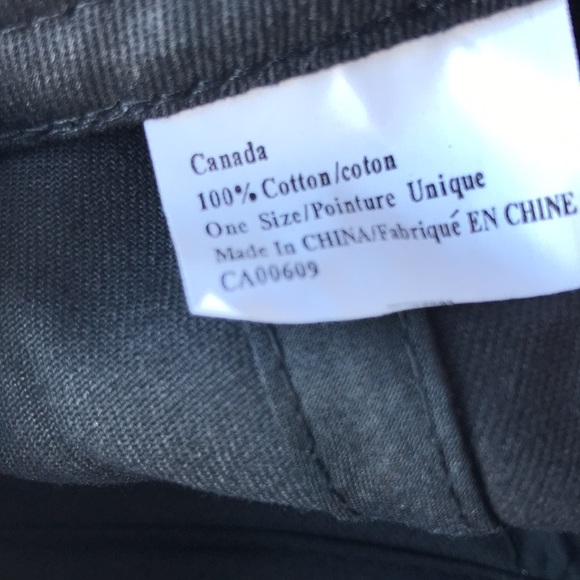 Canada
100% Cotton/coton
One Size/Pointure Unique
Made In CHINA/Fabriqué EN CHINE
CA00609